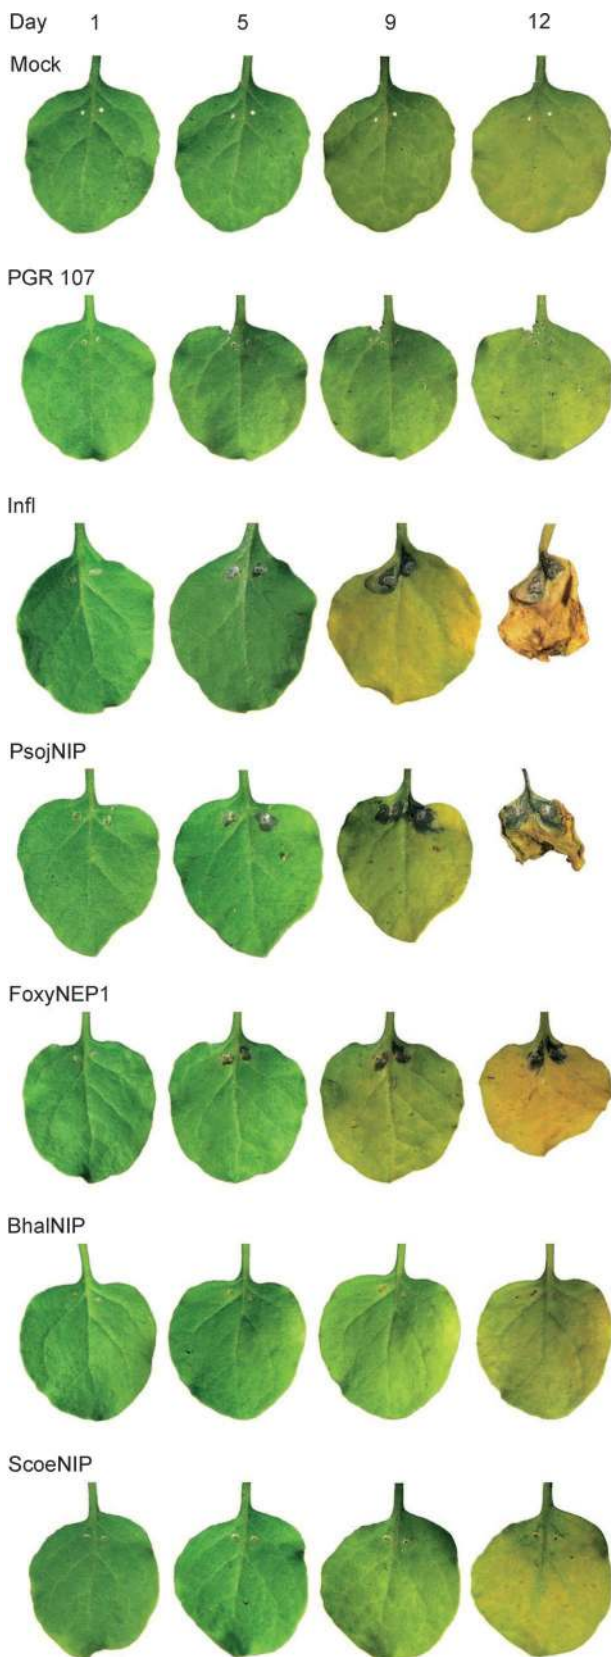 Day 1 5 9 12
Mock
PGR 107
Infl
PsojNIP
FoxyNEP1
BhalNIP
ScoeNIP